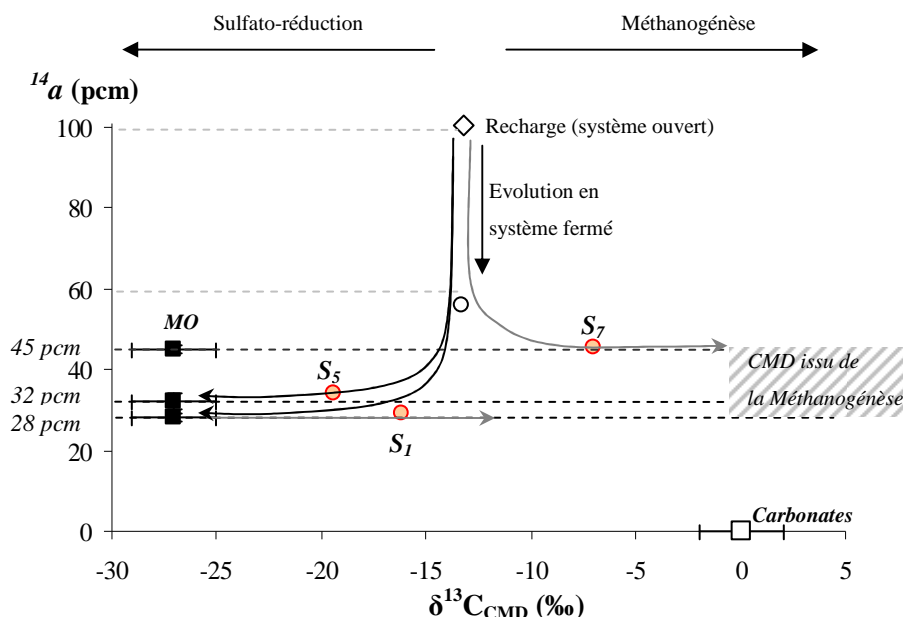 Sulfato-réduction Méthanogénèse
14a (pcm)
100
Recharge (système ouvert)
80
Evolution en
système fermé
60
MO
S7
45 pcm
40
CMD issu de
S5
32 pcm
la Méthanogénèse
28 pcm
S1
20
Carbonates
0
-30 -25 -20 -15 -10 -5 0 5
δ13CCMD (‰)